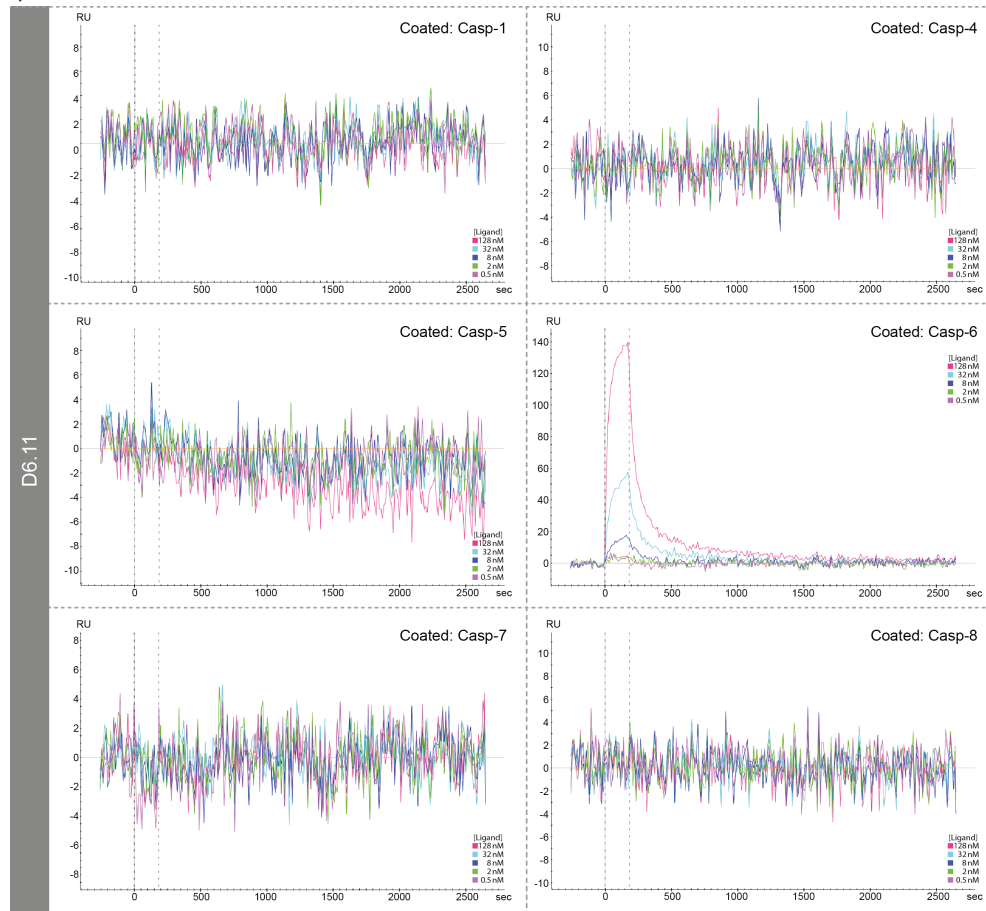 D6.11
RU
Coated: Casp-1
8
6
4
2
0
-2
-4
-6
-8
-10
[Ligand]
128 nM
32 nM
8 nM
2 nM
0.5 nM
0 500 1000 1500 2000 2500 sec
RU
Coated: Casp-4
10
8
6
4
2
0
-2
-4
-6
-8
[Ligand]
128 nM
32 nM
8 nM
2 nM
0.5 nM
0 500 1000 1500 2000 2500 sec
RU
Coated: Casp-5
8
6
4
2
0
-2
-4
-6
-8
-10
[Ligand]
128 nM
32 nM
8 nM
2 nM
0.5 nM
0 500 1000 1500 2000 2500 sec
RU
Coated: Casp-6
140
120
100
80
60
40
20
0
[Ligand]
128 nM
32 nM
8 nM
2 nM
0.5 nM
0 500 1000 1500 2000 2500 sec
RU
Coated: Casp-7
8
6
4
2
0
-2
-4
-6
-8
[Ligand]
128 nM
32 nM
8 nM
2 nM
0.5 nM
0 500 1000 1500 2000 2500 sec
RU
Coated: Casp-8
10
8
6
4
2
0
-2
-4
-6
-8
-10
[Ligand]
128 nM
32 nM
8 nM
2 nM
0.5 nM
0 500 1000 1500 2000 2500 sec